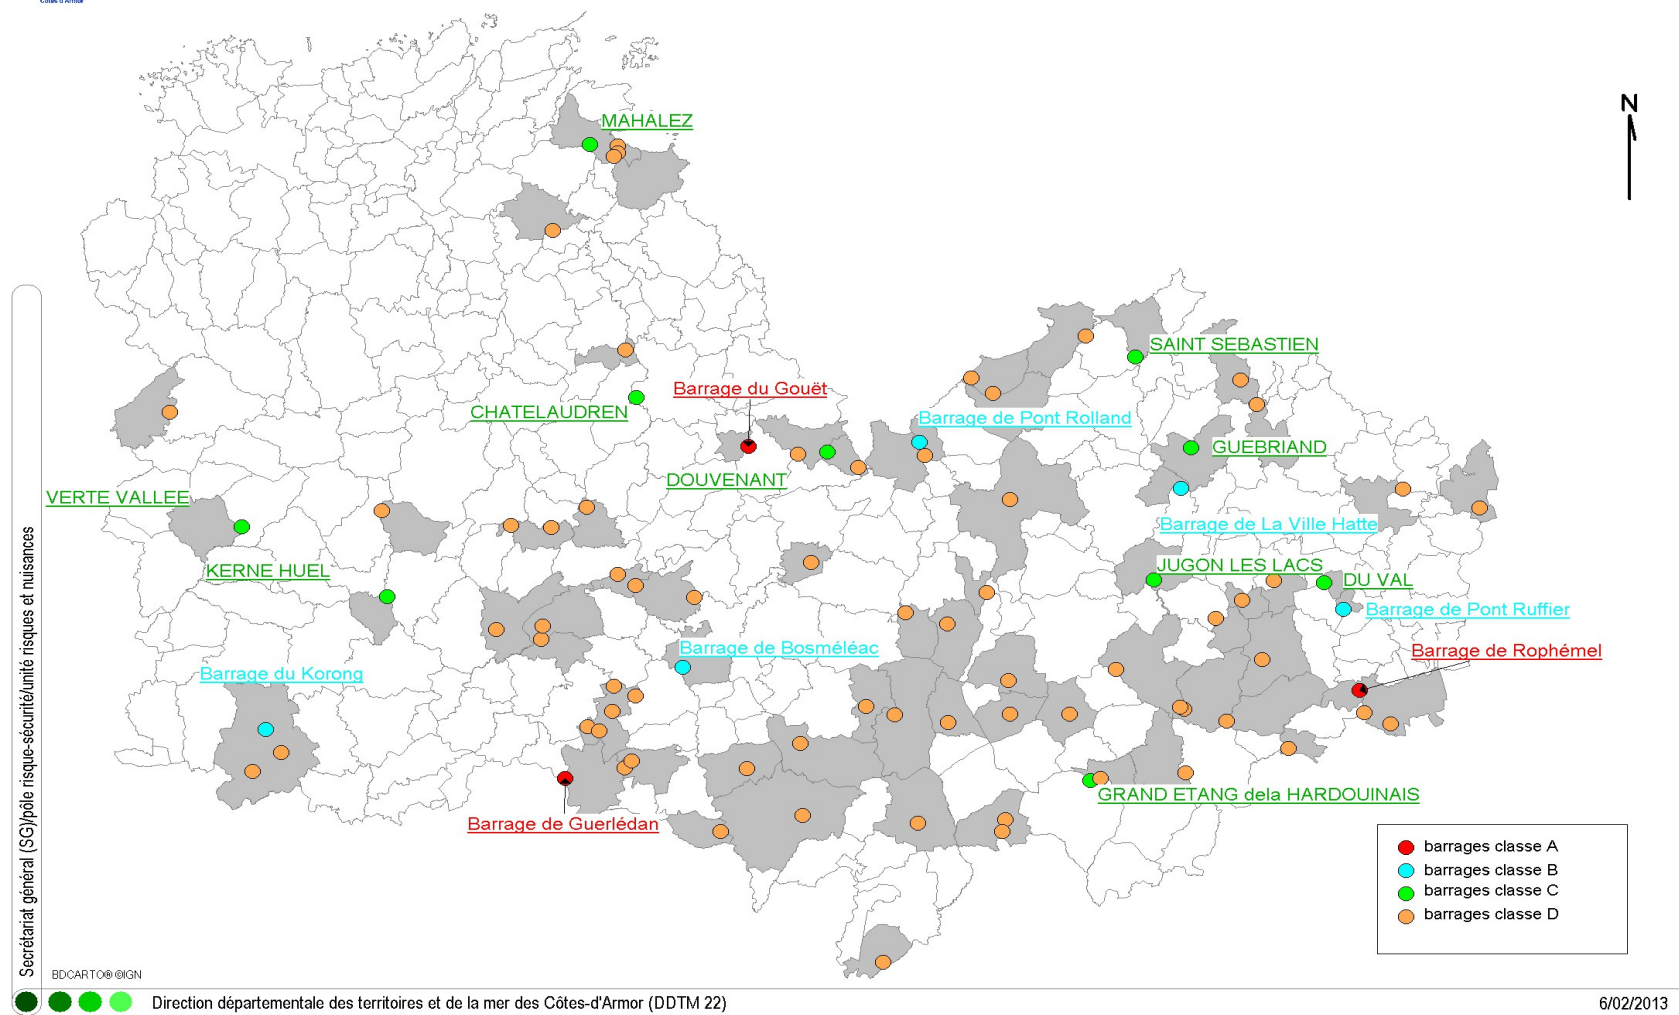 Côtes d'Armor
N
MAHALEZ
SAINT SEBASTIEN
Barrage du Gouët
CHATELAUDREN
Barrage de Pont Rolland
GUEBRIAND
DOUVENANT
VERTE VALLEE
Barrage de La Ville Hatte
KERNE HUEL
JUGON LES LACS
DU VAL
Barrage de Pont Ruffier
Barrage de Bosméléac
Barrage de Rophémel
Barrage du Korong
GRAND ETANG dela HARDOUINAIS
Barrage de Guerlédan
barrages classe A
barrages classe B
barrages classe C
barrages classe D
Secrétariat général (SG)/pôle risque-sécurité/unité risques et nuisances
BDCARTO® ©IGN
Direction départementale des territoires et de la mer des Côtes-d'Armor (DDTM 22)
6/02/2013